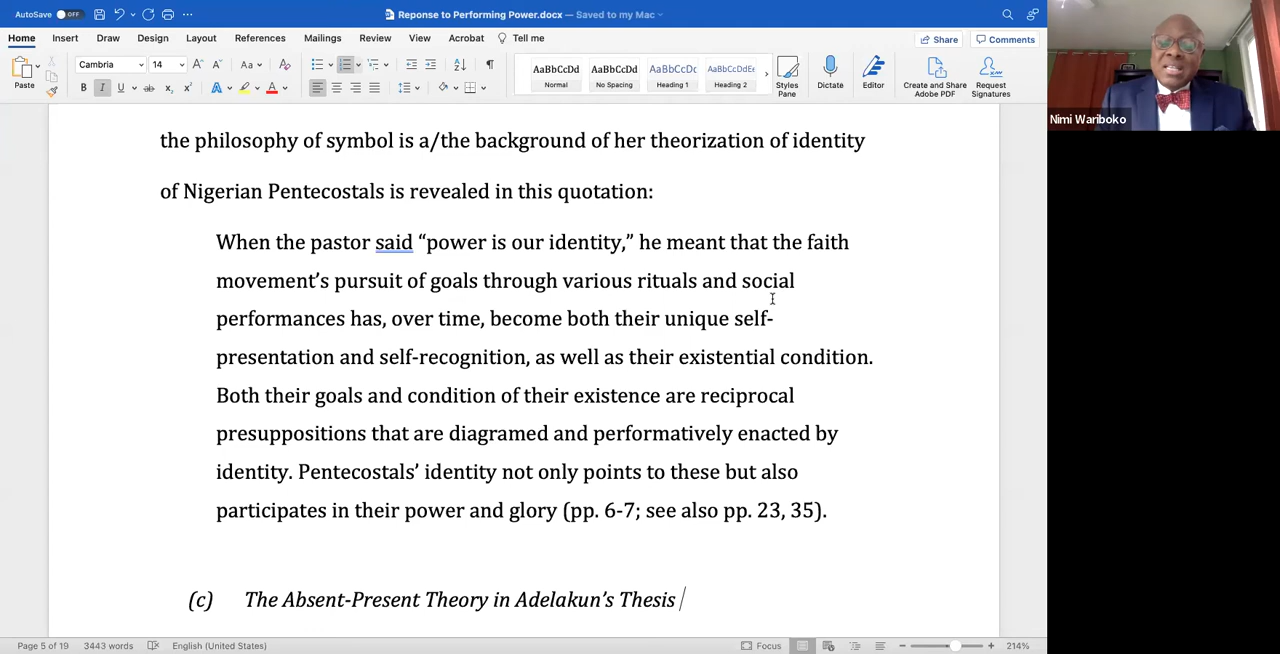 AutoSave OFF Reponse to Performing Power.docx — Saved to my Mac
Home Insert Draw Design Layout References Mailings Review View Acrobat Tell me Share Comments
Paste Cambria 14 Aa AaBbCcDd AaBbCcDd AaBbCcDc AaBbCcDdEe
B I U ab x₂ x² A A Normal No Spacing Heading 1 Heading 2 Styles Pane Dictate Editor Create and Share Adobe PDF Request Signatures
Nimi Wariboko
the philosophy of symbol is a/the background of her theorization of identity
of Nigerian Pentecostals is revealed in this quotation:
When the pastor said “power is our identity,” he meant that the faith
movement’s pursuit of goals through various rituals and social
performances has, over time, become both their unique self-
presentation and self-recognition, as well as their existential condition.
Both their goals and condition of their existence are reciprocal
presuppositions that are diagramed and performatively enacted by
identity. Pentecostals’ identity not only points to these but also
participates in their power and glory (pp. 6-7; see also pp. 23, 35).
(c) The Absent-Present Theory in Adelakun’s Thesis
Page 5 of 19 3443 words English (United States) Focus 214%